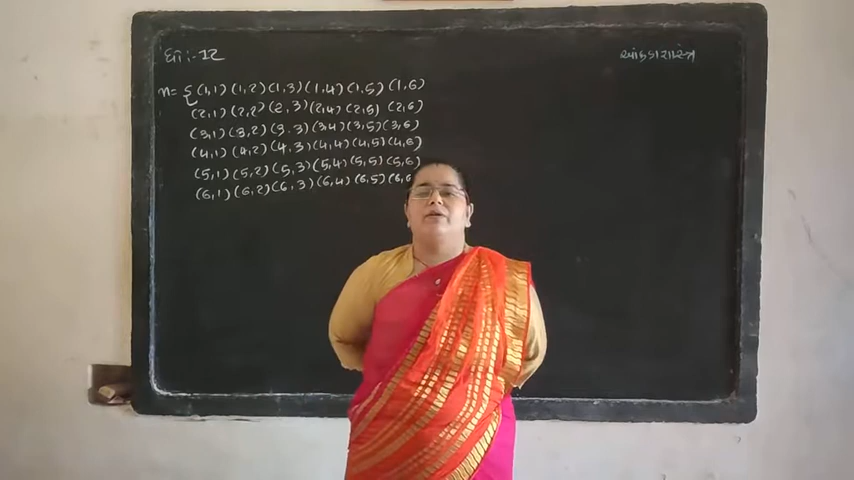 ધો :- 12
આંકડાશાસ્ત્ર
n = { (1,1) (1,2) (1,3) (1,4) (1,5) (1,6)
(2,1) (2,2) (2,3) (2,4) (2,5) (2,6)
(3,1) (3,2) (3,3) (3,4) (3,5) (3,6)
(4,1) (4,2) (4,3) (4,4) (4,5) (4,6)
(5,1) (5,2) (5,3) (5,4) (5,5) (5,6)
(6,1) (6,2) (6,3) (6,4) (6,5) (6,6